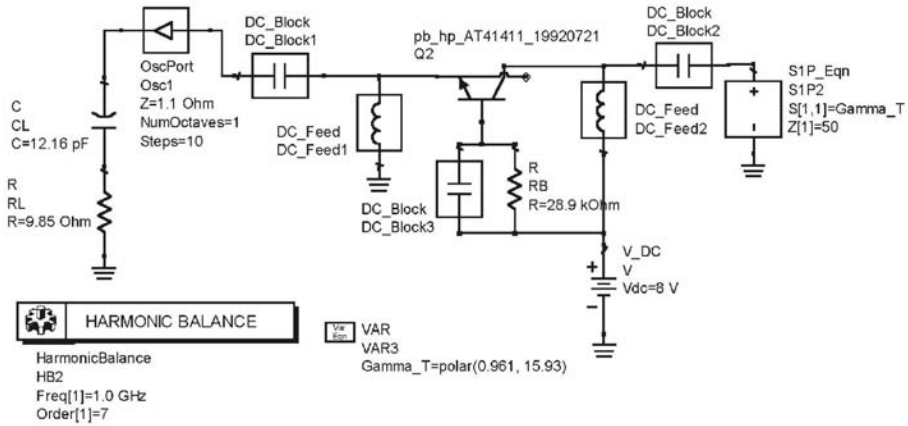 DC_Block
DC_Block1
OscPort
Osc1
Z=1.1 Ohm
NumOctaves=1
Steps=10
C
CL
C=12.16 pF
R
RL
R=9.85 Ohm
DC_Feed
DC_Feed1
pb_hp_AT41411_19920721
Q2
DC_Block
DC_Block2
S1P_Eqn
S1P2
S[1,1]=Gamma_T
Z[1]=50
+
-
DC_Feed
DC_Feed2
R
RB
R=28.9 kOhm
DC_Block
DC_Block3
V_DC
V
Vdc=8 V
+
-
HARMONIC BALANCE
HarmonicBalance
HB2
Freq[1]=1.0 GHz
Order[1]=7
Var
Eqn
VAR
VAR3
Gamma_T=polar(0.961, 15.93)